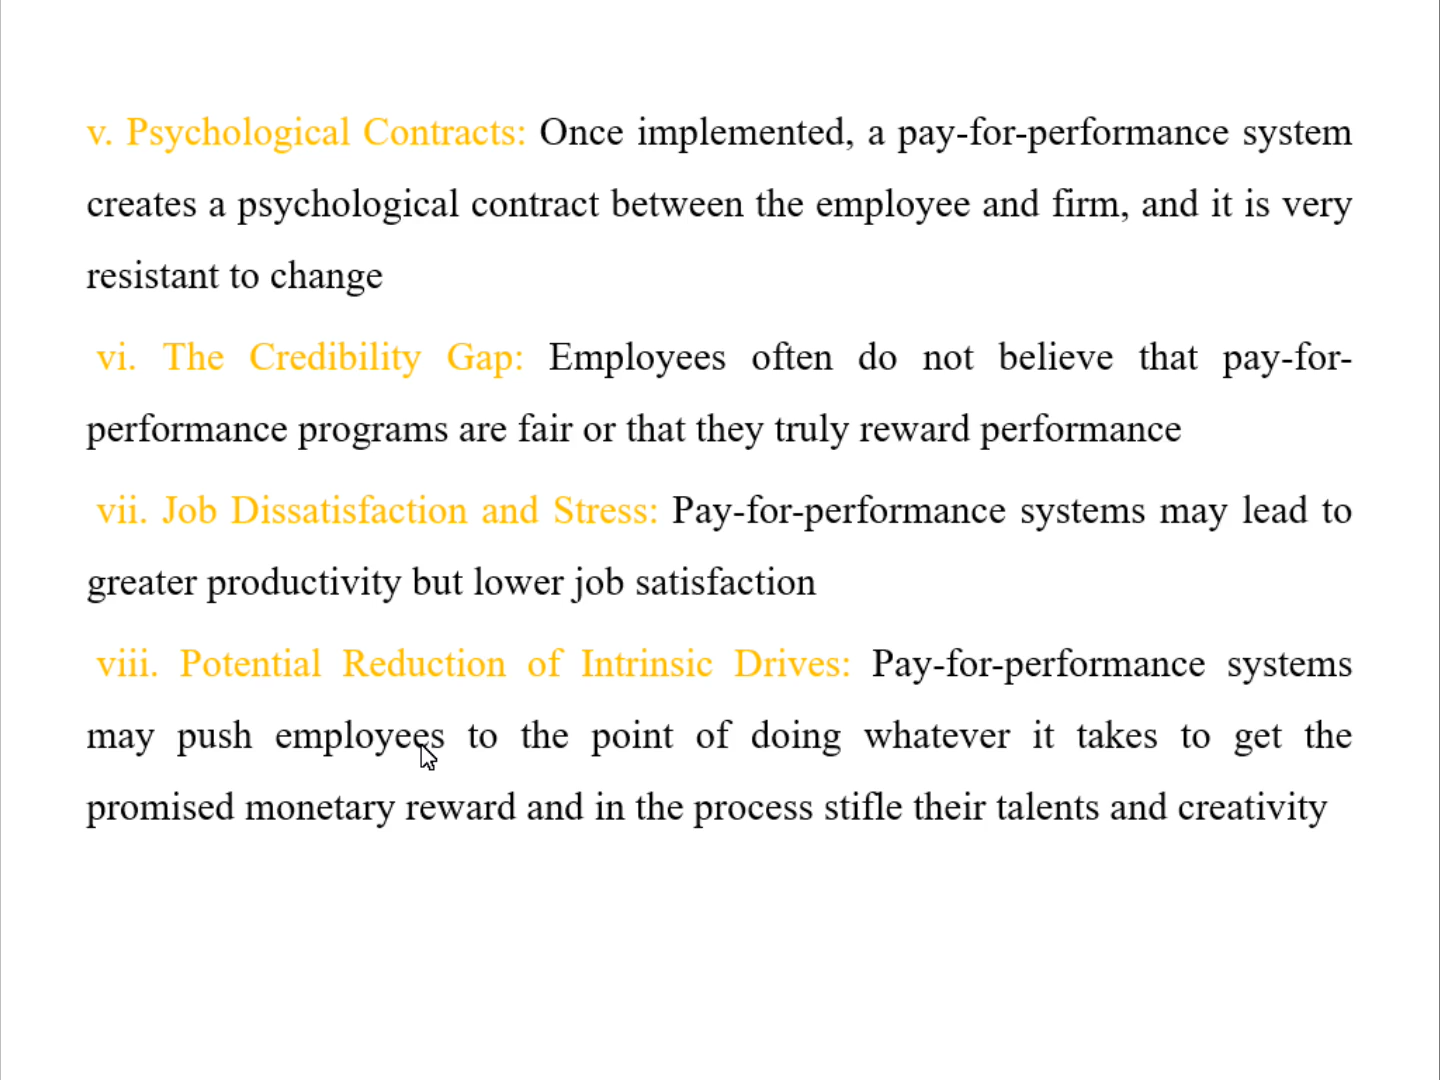 v. Psychological Contracts: Once implemented, a pay-for-performance system
creates a psychological contract between the employee and firm, and it is very
resistant to change
vi. The Credibility Gap: Employees often do not believe that pay-for-
performance programs are fair or that they truly reward performance
vii. Job Dissatisfaction and Stress: Pay-for-performance systems may lead to
greater productivity but lower job satisfaction
viii. Potential Reduction of Intrinsic Drives: Pay-for-performance systems
may push employees to the point of doing whatever it takes to get the
promised monetary reward and in the process stifle their talents and creativity